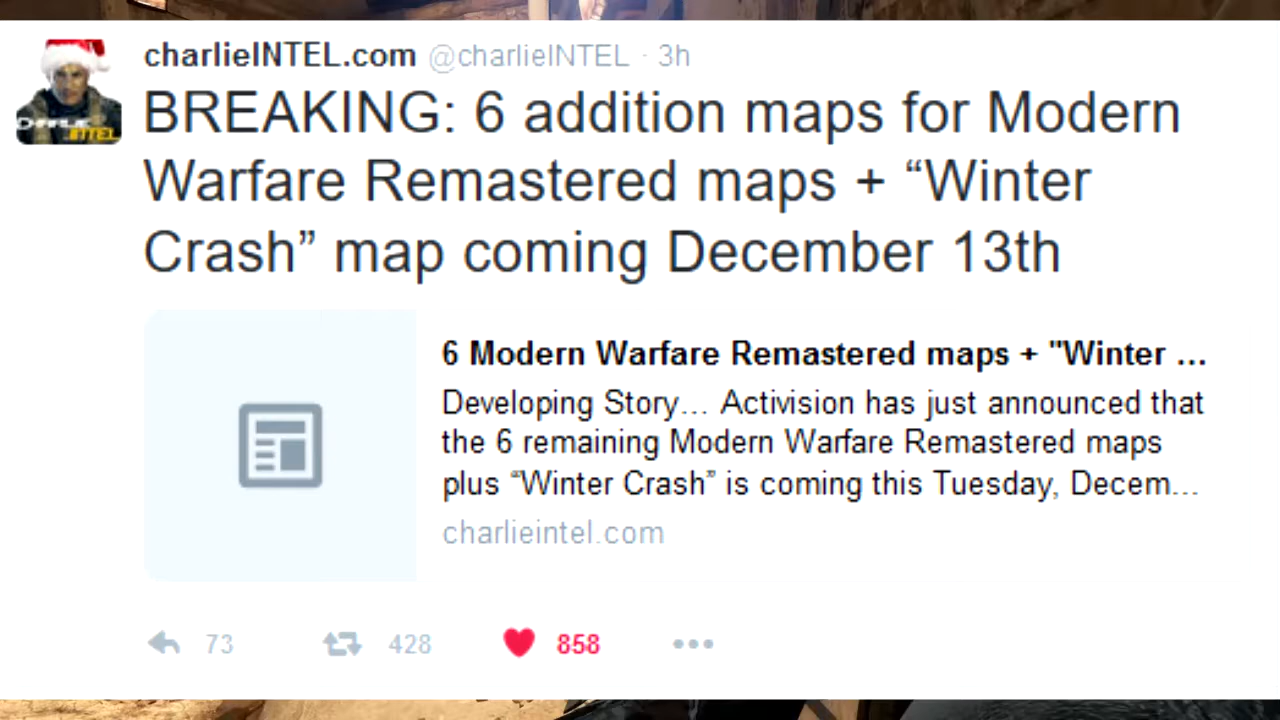 charlieINTEL.com @charlieINTEL · 3h
BREAKING: 6 addition maps for Modern
Warfare Remastered maps + “Winter
Crash” map coming December 13th
6 Modern Warfare Remastered maps + "Winter ...
Developing Story... Activision has just announced that
the 6 remaining Modern Warfare Remastered maps
plus “Winter Crash” is coming this Tuesday, Decem...
charlieintel.com
73 428 858
CHARLIE
INTEL